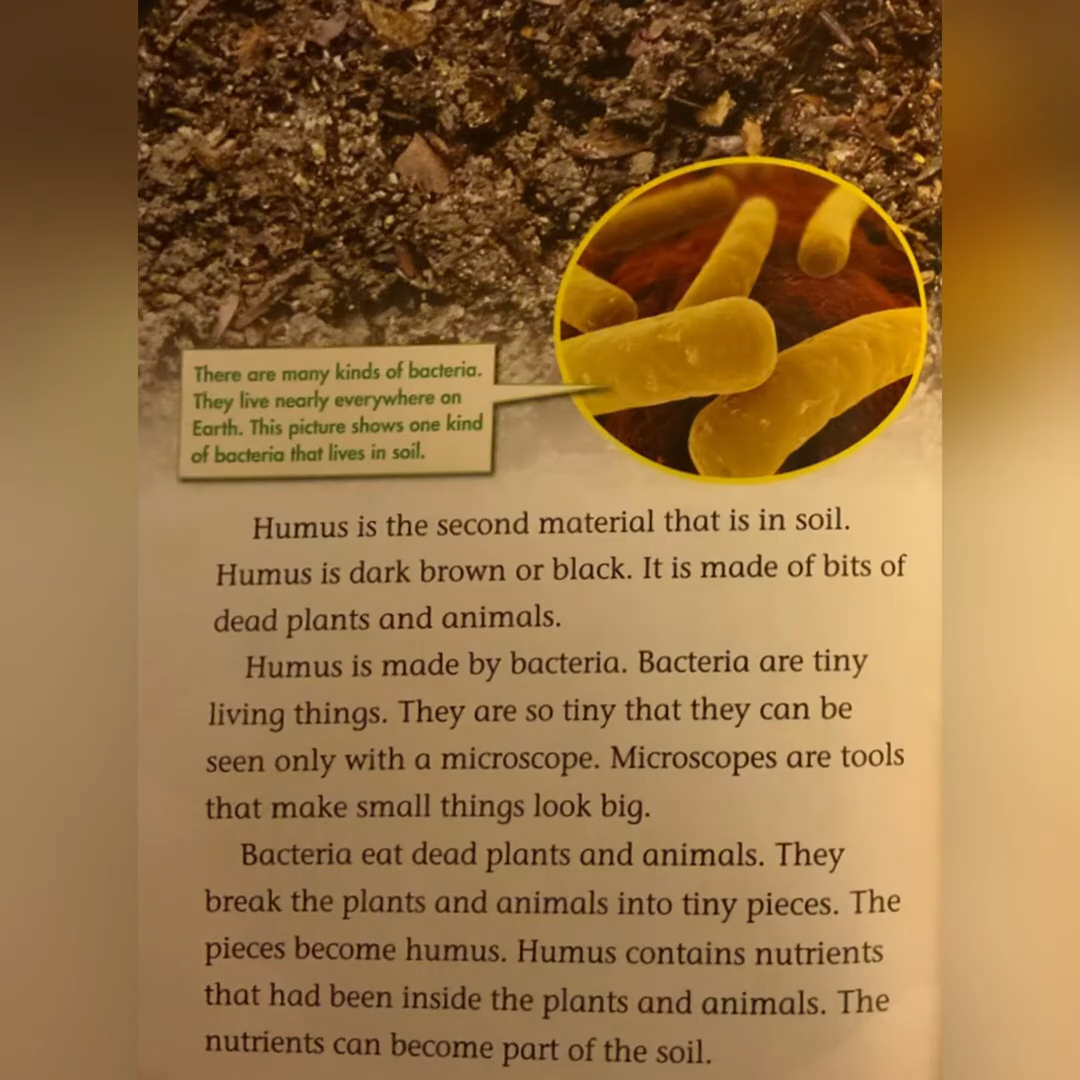 There are many kinds of bacteria.
They live nearly everywhere on
Earth. This picture shows one kind
of bacteria that lives in soil.
Humus is the second material that is in soil.
Humus is dark brown or black. It is made of bits of
dead plants and animals.
Humus is made by bacteria. Bacteria are tiny
living things. They are so tiny that they can be
seen only with a microscope. Microscopes are tools
that make small things look big.
Bacteria eat dead plants and animals. They
break the plants and animals into tiny pieces. The
pieces become humus. Humus contains nutrients
that had been inside the plants and animals. The
nutrients can become part of the soil.